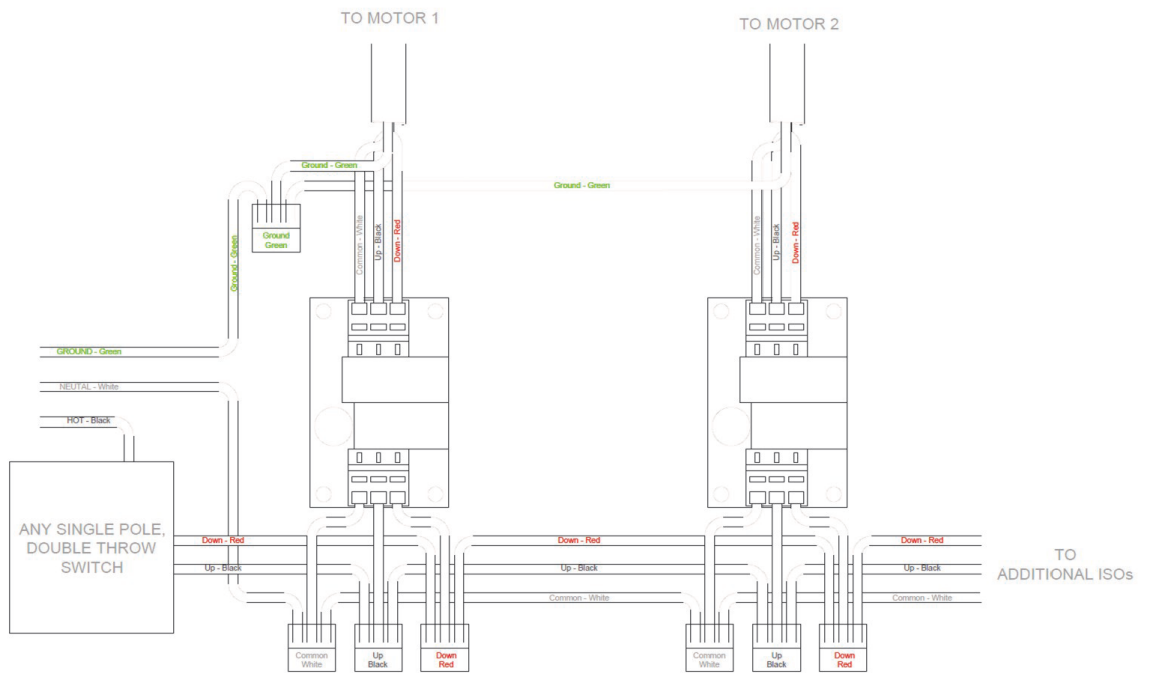 TO MOTOR 1
TO MOTOR 2
Ground - Green
Ground - Green
Ground
Green
Ground - Green
Common - White
Up - Black
Down - Red
Common - White
Up - Black
Down - Red
GROUND - Green
NEUTAL - White
HOT - Black
ANY SINGLE POLE,
DOUBLE THROW
SWITCH
Down - Red
Down - Red
Down - Red
Up - Black
Up - Black
Up - Black
Common - White
Common - White
TO
ADDITIONAL ISOs
Common
White
Up
Black
Down
Red
Common
White
Up
Black
Down
Red